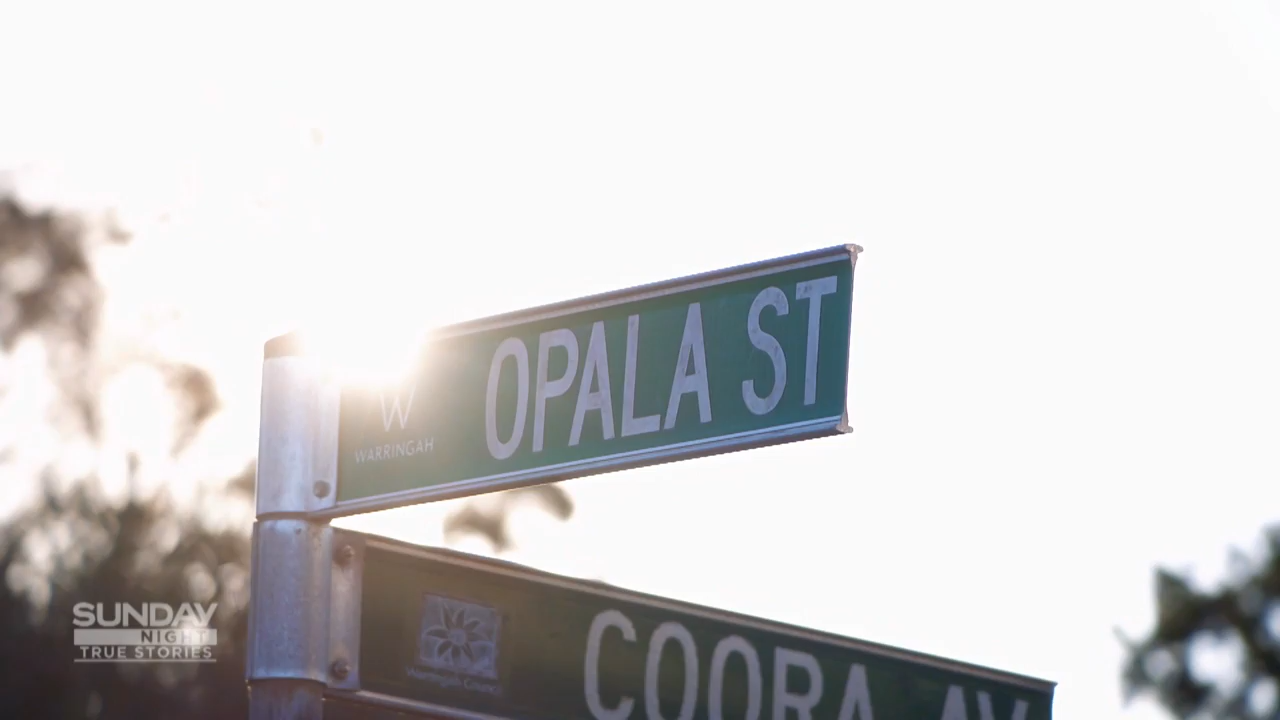 OPALA ST
W
WARRINGAH
COORA AV
Warringah Council
SUNDAY
NIGHT
TRUE STORIES